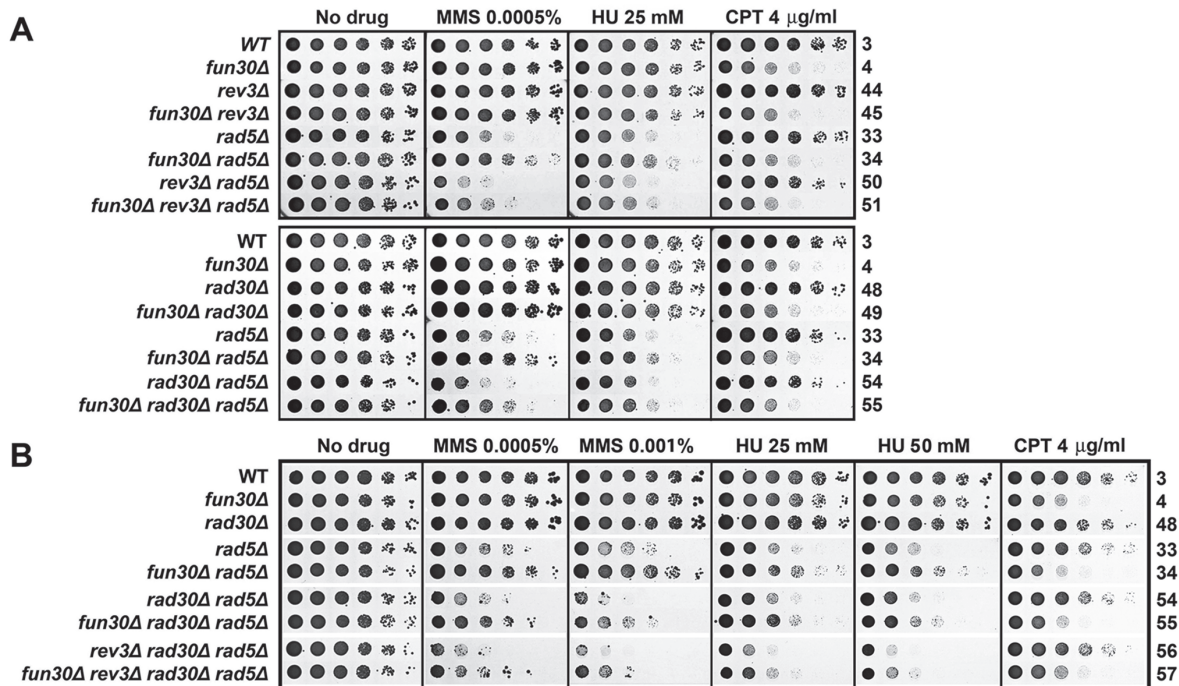 A
No drug MMS 0.0005% HU 25 mM CPT 4 μg/ml
WT 3
fun30Δ 4
rev3Δ 44
fun30Δ rev3Δ 45
rad5Δ 33
fun30Δ rad5Δ 34
rev3Δ rad5Δ 50
fun30Δ rev3Δ rad5Δ 51
WT 3
fun30Δ 4
rad30Δ 48
fun30Δ rad30Δ 49
rad5Δ 33
fun30Δ rad5Δ 34
rad30Δ rad5Δ 54
fun30Δ rad30Δ rad5Δ 55
B
No drug MMS 0.0005% MMS 0.001% HU 25 mM HU 50 mM CPT 4 μg/ml
WT 3
fun30Δ 4
rad30Δ 48
rad5Δ 33
fun30Δ rad5Δ 34
rad30Δ rad5Δ 54
fun30Δ rad30Δ rad5Δ 55
rev3Δ rad30Δ rad5Δ 56
fun30Δ rev3Δ rad30Δ rad5Δ 57